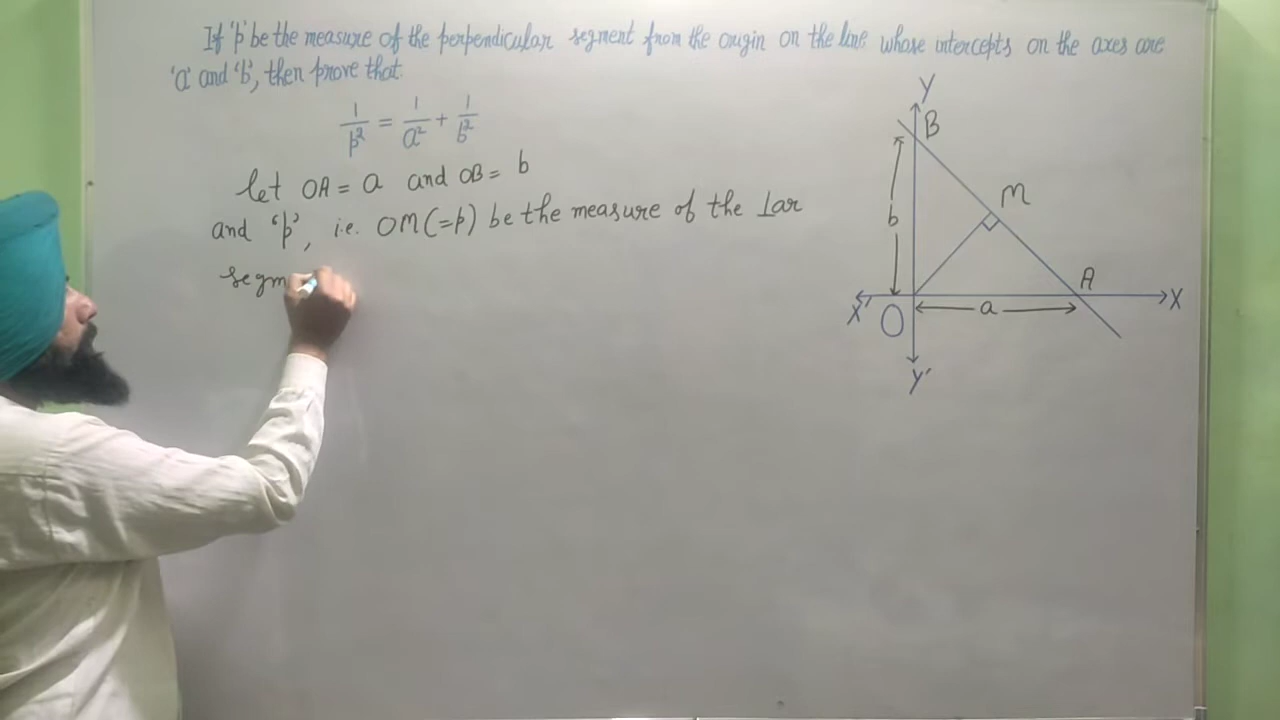 If 'p' be the measure of the perpendicular segment from the origin on the line whose intercepts on the axes are
'a' and 'b', then prove that
1/p² = 1/a² + 1/b²
let OA = a and OB = b
and 'p', i.e. OM(=p) be the measure of the ⊥ar
segm
Y
B
M
b
A
X' O a X
Y'